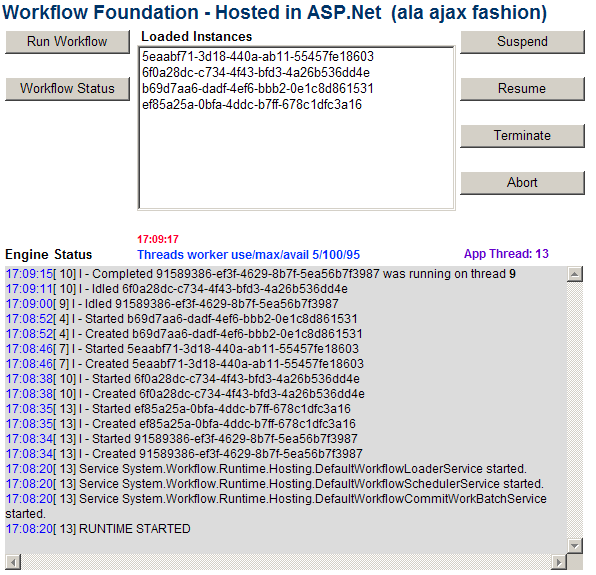 Workflow Foundation - Hosted in ASP.Net (ala ajax fashion)
Run Workflow
Loaded Instances
Suspend
5eaabf71-3d18-440a-ab11-55457fe18603
6f0a28dc-c734-4f43-bfd3-4a26b536dd4e
b69d7aa6-dadf-4ef6-bbb2-0e1c8d861531
ef85a25a-0bfa-4ddc-b7ff-678c1dfc3a16
Workflow Status
Resume
Terminate
Abort
17:09:17
Engine Status
Threads worker use/max/avail 5/100/95
App Thread: 13
17:09:15[ 10] I - Completed 91589386-ef3f-4629-8b7f-5ea56b7f3987 was running on thread 9
17:09:11[ 10] I - Idled 6f0a28dc-c734-4f43-bfd3-4a26b536dd4e
17:09:00[ 9] I - Idled 91589386-ef3f-4629-8b7f-5ea56b7f3987
17:08:52[ 4] I - Started b69d7aa6-dadf-4ef6-bbb2-0e1c8d861531
17:08:52[ 4] I - Created b69d7aa6-dadf-4ef6-bbb2-0e1c8d861531
17:08:46[ 7] I - Started 5eaabf71-3d18-440a-ab11-55457fe18603
17:08:46[ 7] I - Created 5eaabf71-3d18-440a-ab11-55457fe18603
17:08:38[ 10] I - Started 6f0a28dc-c734-4f43-bfd3-4a26b536dd4e
17:08:38[ 10] I - Created 6f0a28dc-c734-4f43-bfd3-4a26b536dd4e
17:08:35[ 13] I - Started ef85a25a-0bfa-4ddc-b7ff-678c1dfc3a16
17:08:35[ 13] I - Created ef85a25a-0bfa-4ddc-b7ff-678c1dfc3a16
17:08:34[ 13] I - Started 91589386-ef3f-4629-8b7f-5ea56b7f3987
17:08:34[ 13] I - Created 91589386-ef3f-4629-8b7f-5ea56b7f3987
17:08:20[ 13] Service System.Workflow.Runtime.Hosting.DefaultWorkflowLoaderService started.
17:08:20[ 13] Service System.Workflow.Runtime.Hosting.DefaultWorkflowSchedulerService started.
17:08:20[ 13] Service System.Workflow.Runtime.Hosting.DefaultWorkflowCommitWorkBatchService
started.
17:08:20[ 13] RUNTIME STARTED